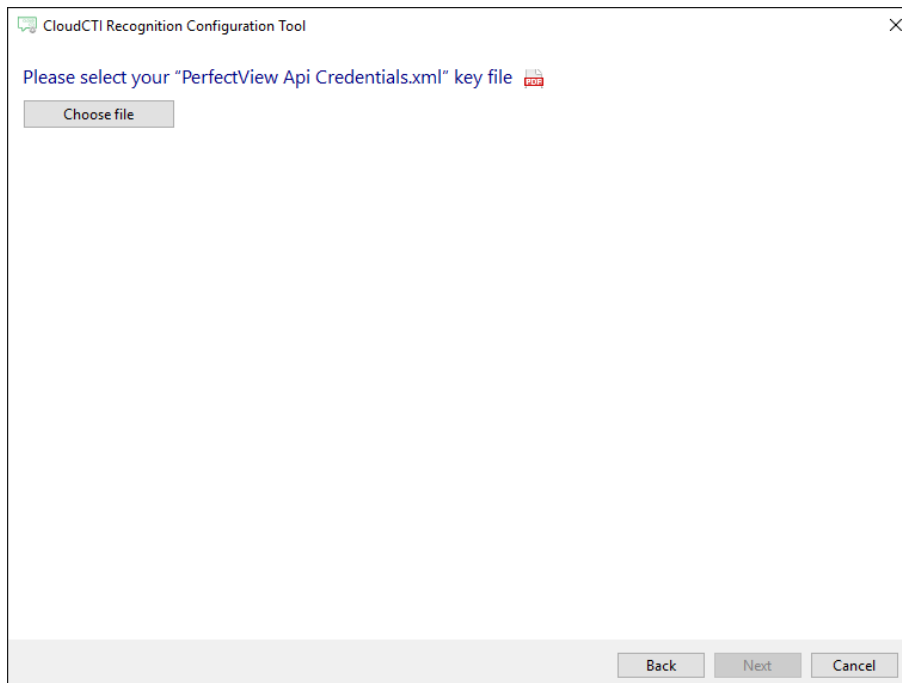 CloudCTI Recognition Configuration Tool
Please select your “PerfectView Api Credentials.xml” key file PDF
Choose file
Back Next Cancel